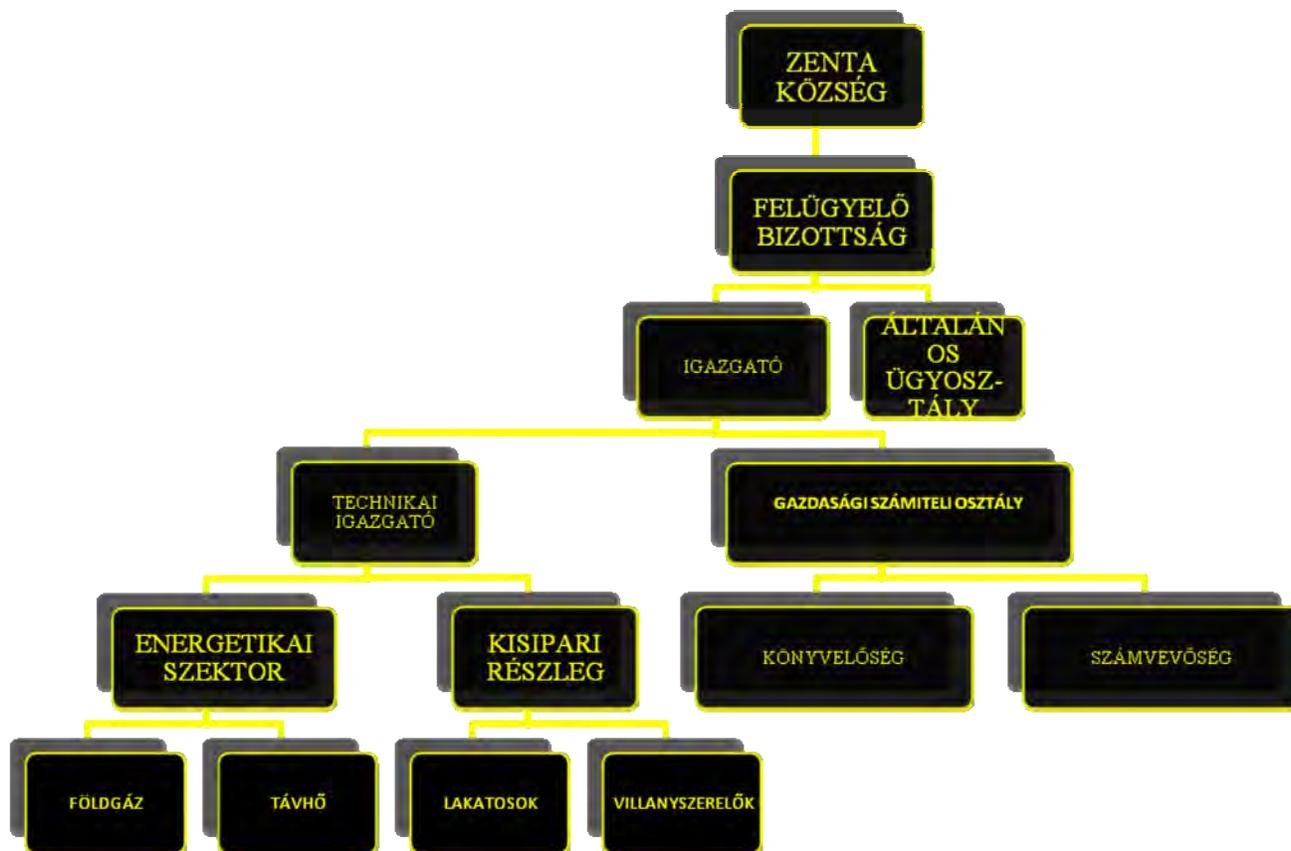 ZENTA
KÖZSÉG
FELÜGYELŐ
BIZOTTSÁG
IGAZGATÓ
ÁLTALÁN
OS
ÜGYOSZ-
TÁLY
TECHNIKAI
IGAZGATÓ
GAZDASÁGI SZÁMITELI OSZTÁLY
ENERGETIKAI
SZEKTOR
KISIPARI
RÉSZLEG
KÖNYVELŐSÉG
SZÁMVEVŐSÉG
FÖLDGÁZ
TÁVHŐ
LAKATOSOK
VILLANYSZERELŐK